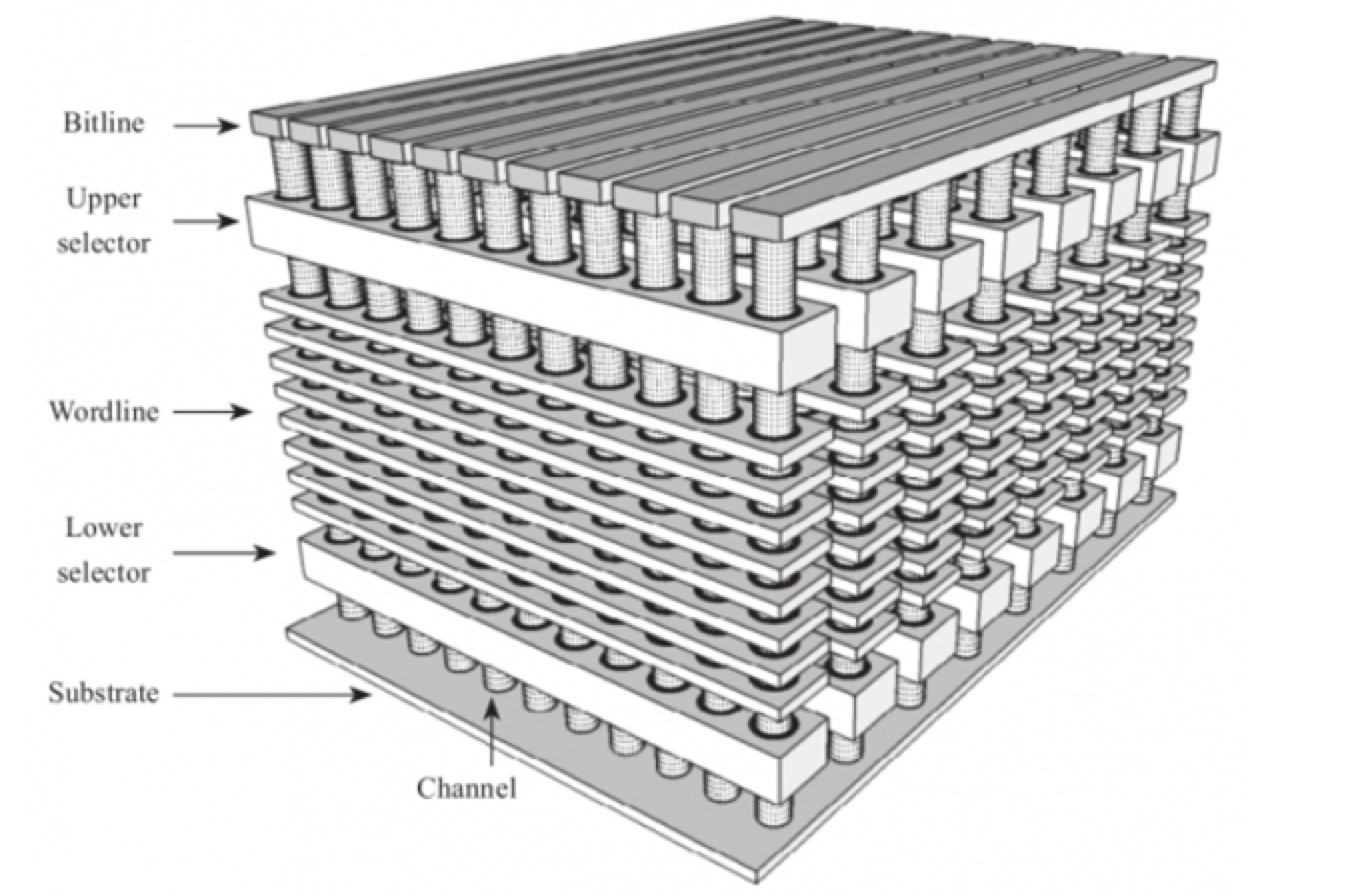 Bitline
Upper
selector
Wordline
Lower
selector
Substrate
Channel